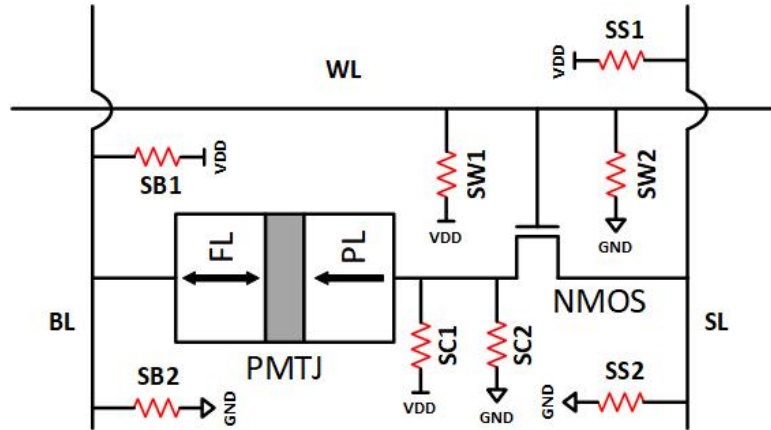 SS1
VDD
WL
VDD
SB1
SW1
VDD
SW2
GND
FL
PL
NMOS
BL
SL
PMTJ
SC1
VDD
SC2
GND
SB2
GND
SS2
GND